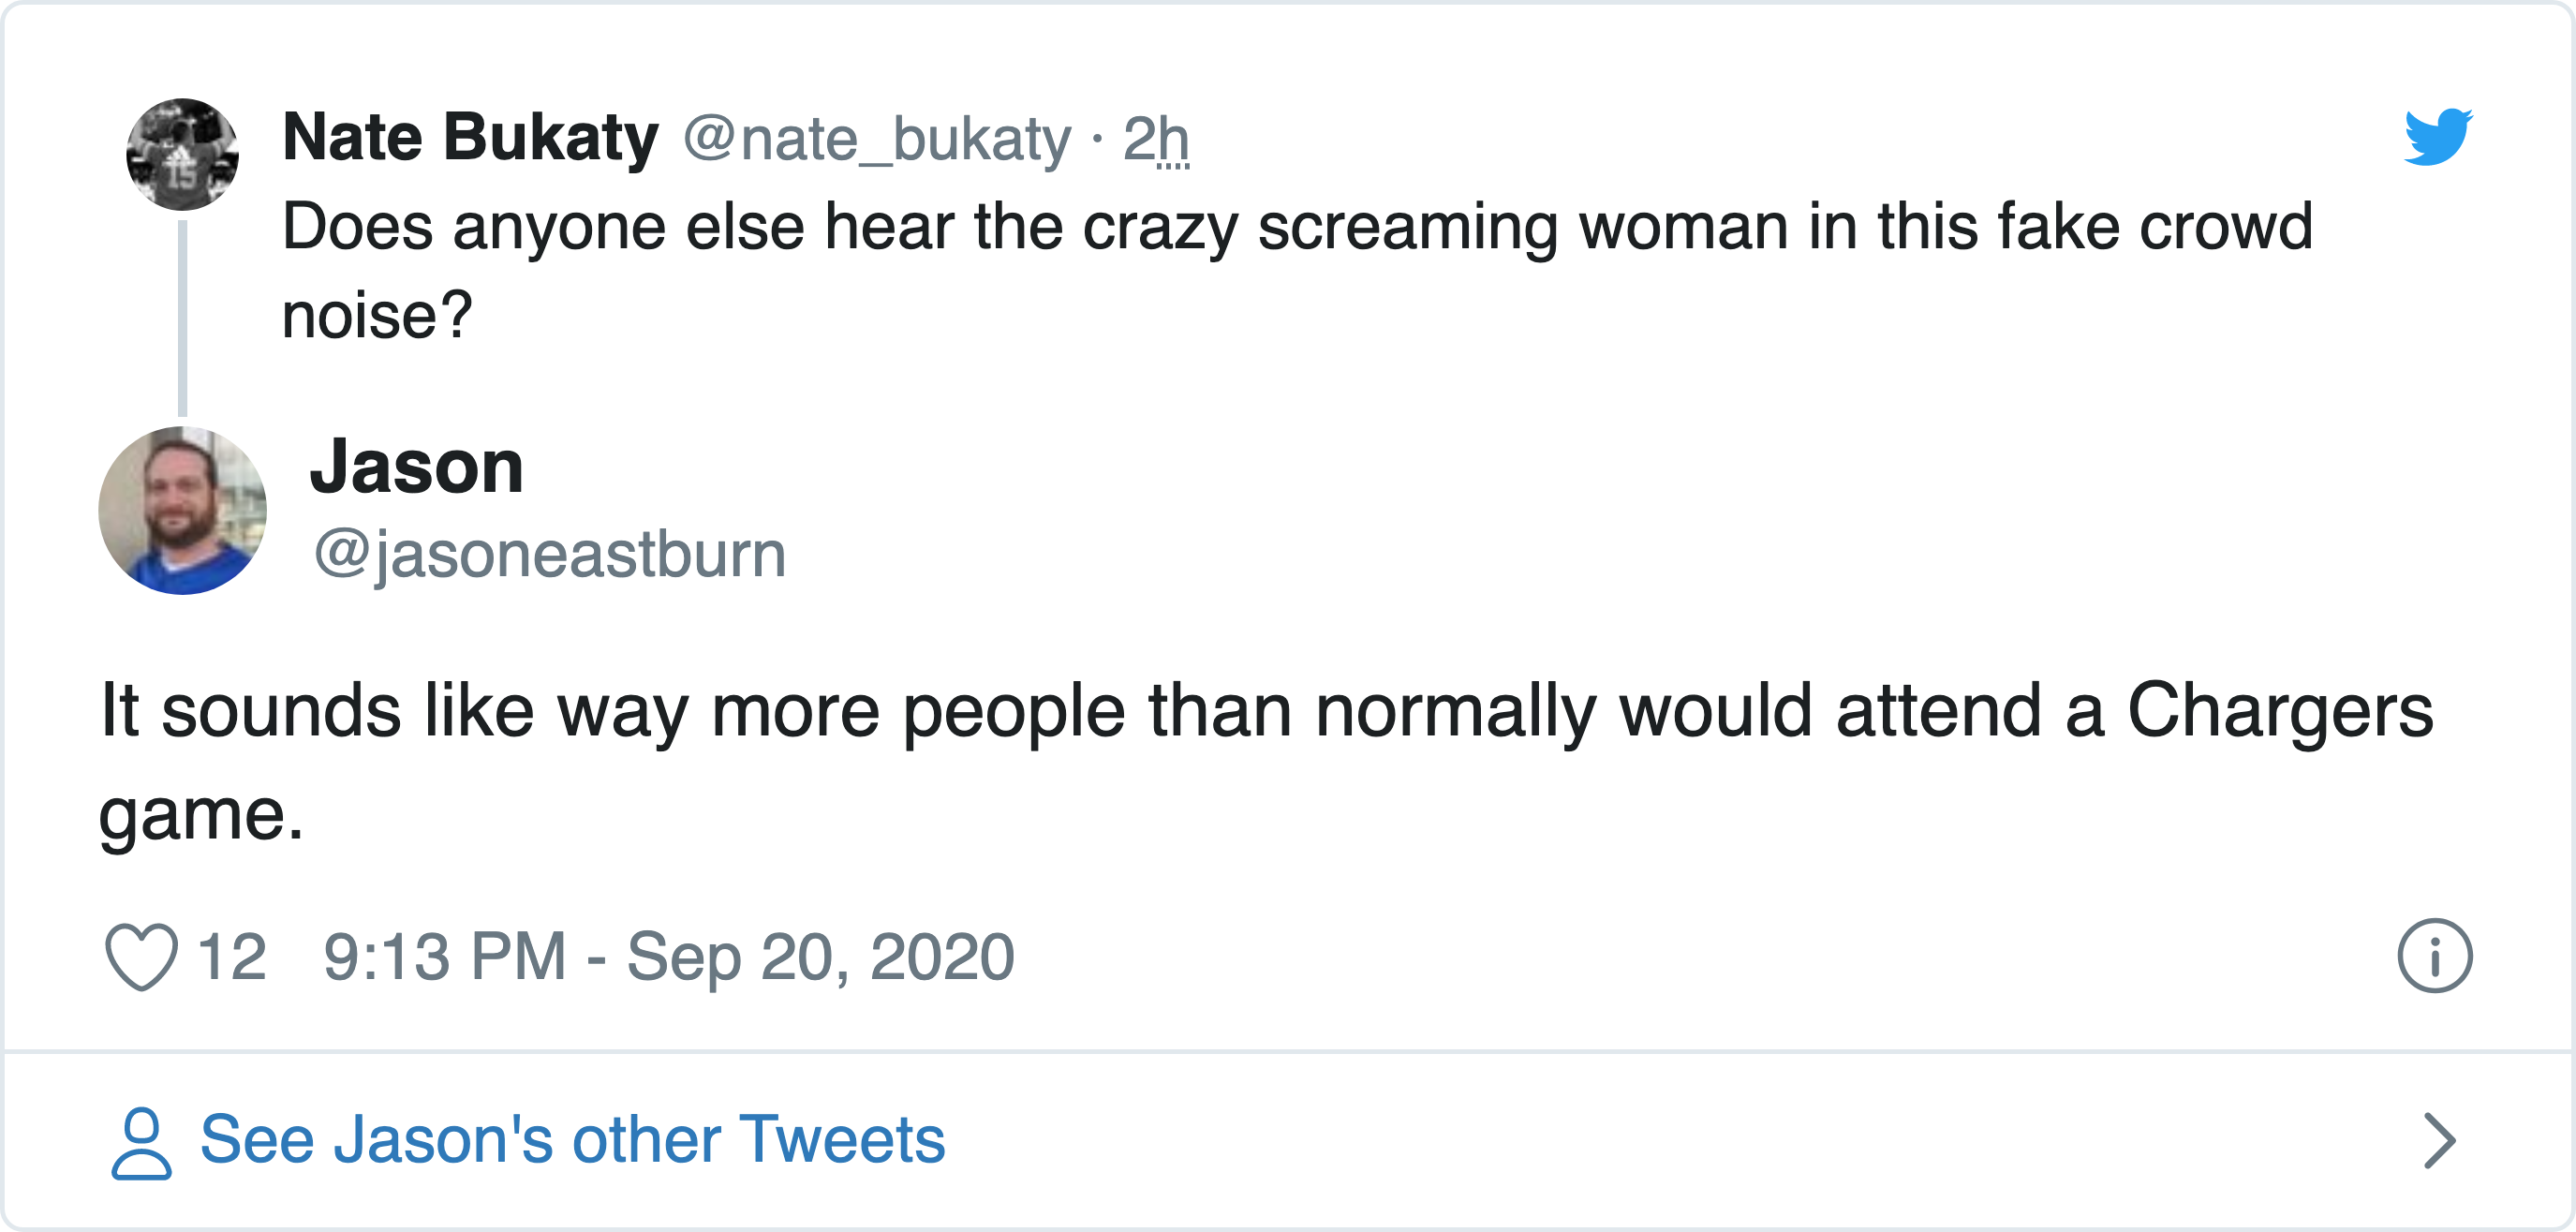 Nate Bukaty @nate_bukaty · 2h
Does anyone else hear the crazy screaming woman in this fake crowd
noise?
15
Jason
@jasoneastburn
It sounds like way more people than normally would attend a Chargers
game.
12 9:13 PM - Sep 20, 2020
See Jason's other Tweets